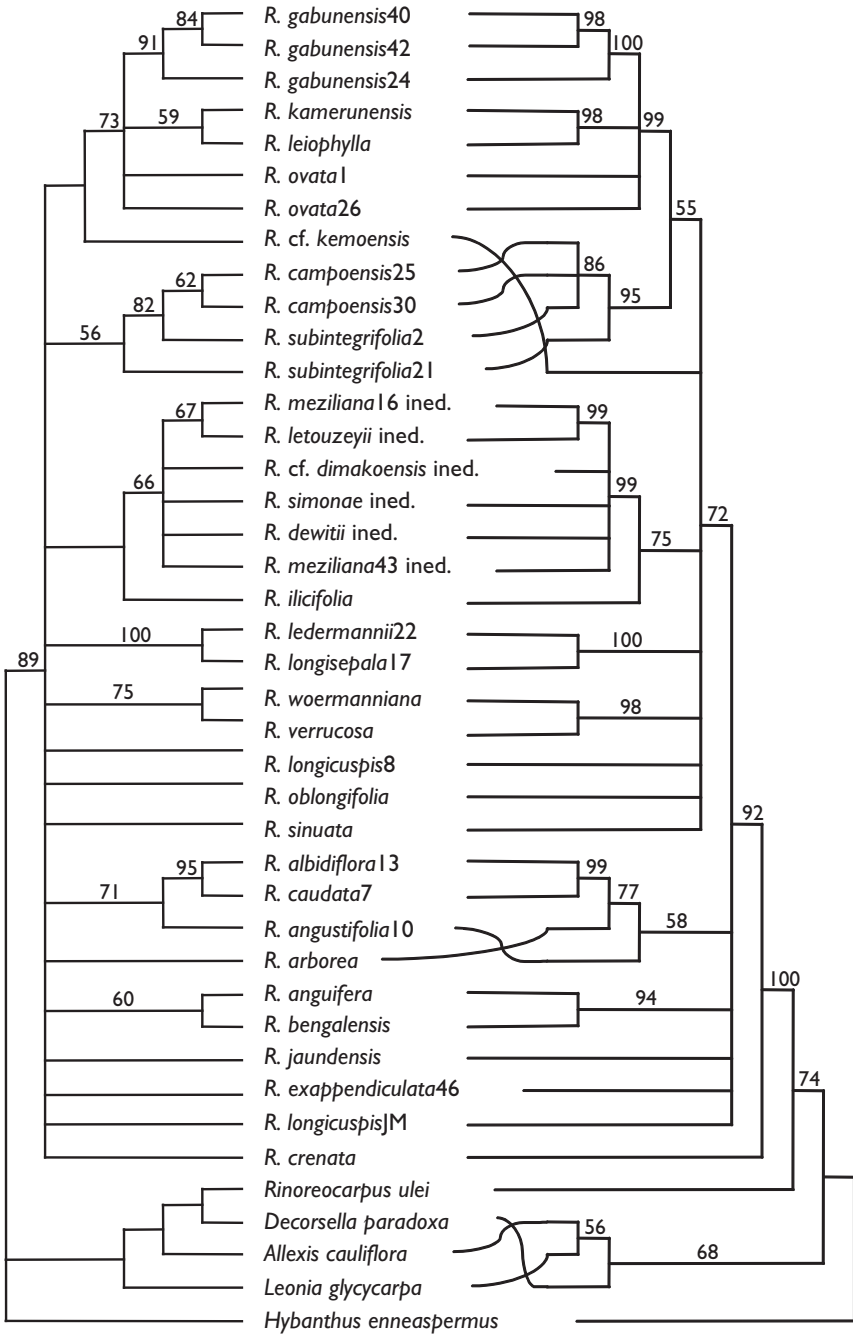 84 R. gabunensis40 98
91 R. gabunensis42 100
R. gabunensis24
73 59 R. kamerunensis 98 99
R. leiophylla
R. ovata1
R. ovata26 55
R. cf. kemoensis
62 R. campoensis25 86
82 R. campoensis30 95
56 R. subintegrifolia2
R. subintegrifolia21
67 R. meziliana16 ined. 99
R. letouzeyii ined.
R. cf. dimakoensis ined.
66 R. simonae ined. 99
R. dewitii ined. 75 72
R. meziliana43 ined.
R. ilicifolia
100 R. ledermannii22 100
89 R. longisepala17
75 R. woermanniana 98
R. verrucosa
R. longicuspis8
R. oblongifolia
R. sinuata 92
95 R. albidiflora13 99
71 R. caudata7 77
R. angustifolia10 58
R. arborea
60 R. anguifera 94 100
R. bengalensis
R. jaundensis
R. exappendiculata46 74
R. longicuspisJM
R. crenata
Rinoreocarpus ulei
Decorsella paradoxa 56
Allexis cauliflora 68
Leonia glycycarpa
Hybanthus enneaspermus